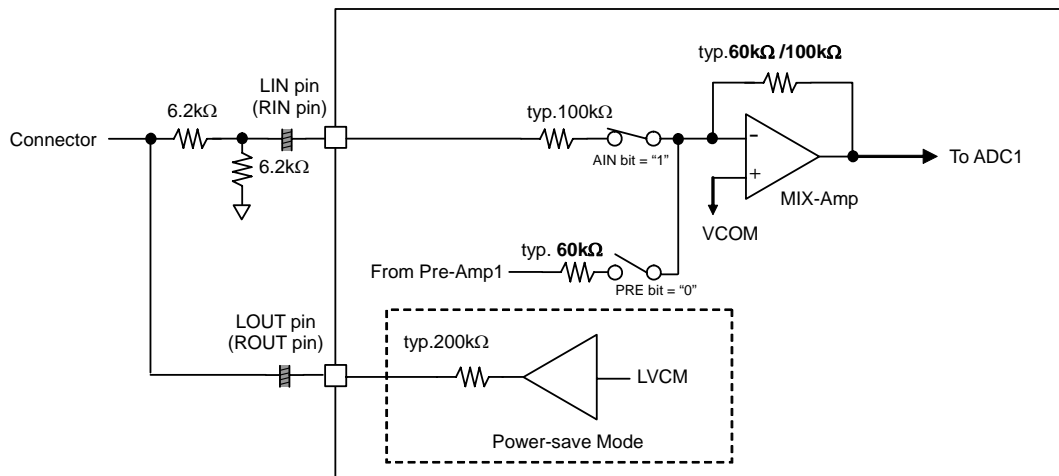 typ.60kΩ /100kΩ
LIN pin
(RIN pin)
6.2kΩ
typ.100kΩ
Connector
−
To ADC1
6.2kΩ
AIN bit = “1”
+
MIX-Amp
VCOM
typ. 60kΩ
From Pre-Amp1
PRE bit = “0”
LOUT pin
(ROUT pin)
typ.200kΩ
LVCM
Power-save Mode